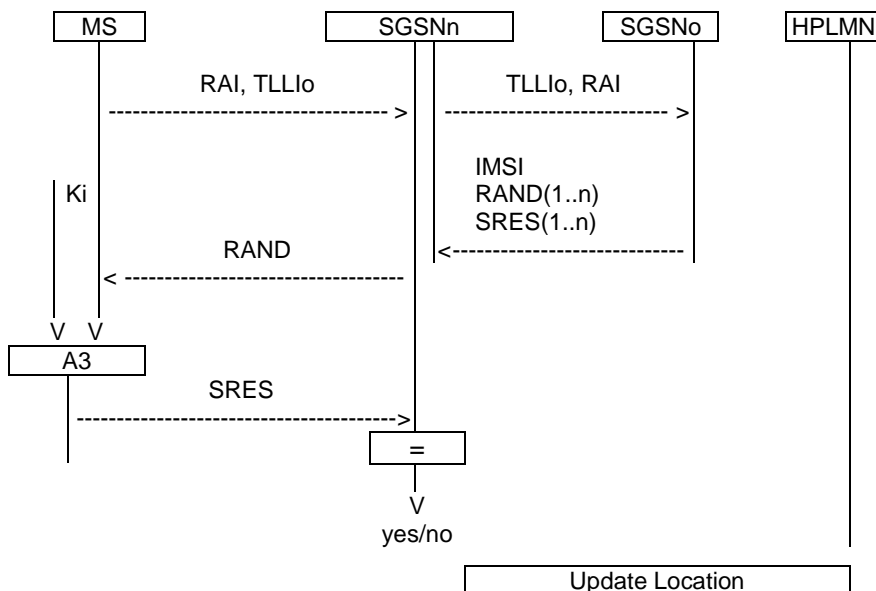 MS SGSNn SGSNo HPLMN
RAI, TLLIo TLLIo, RAI
IMSI
Ki RAND(1..n)
SRES(1..n)
RAND
V V
A3
SRES
=
V
yes/no
Update Location